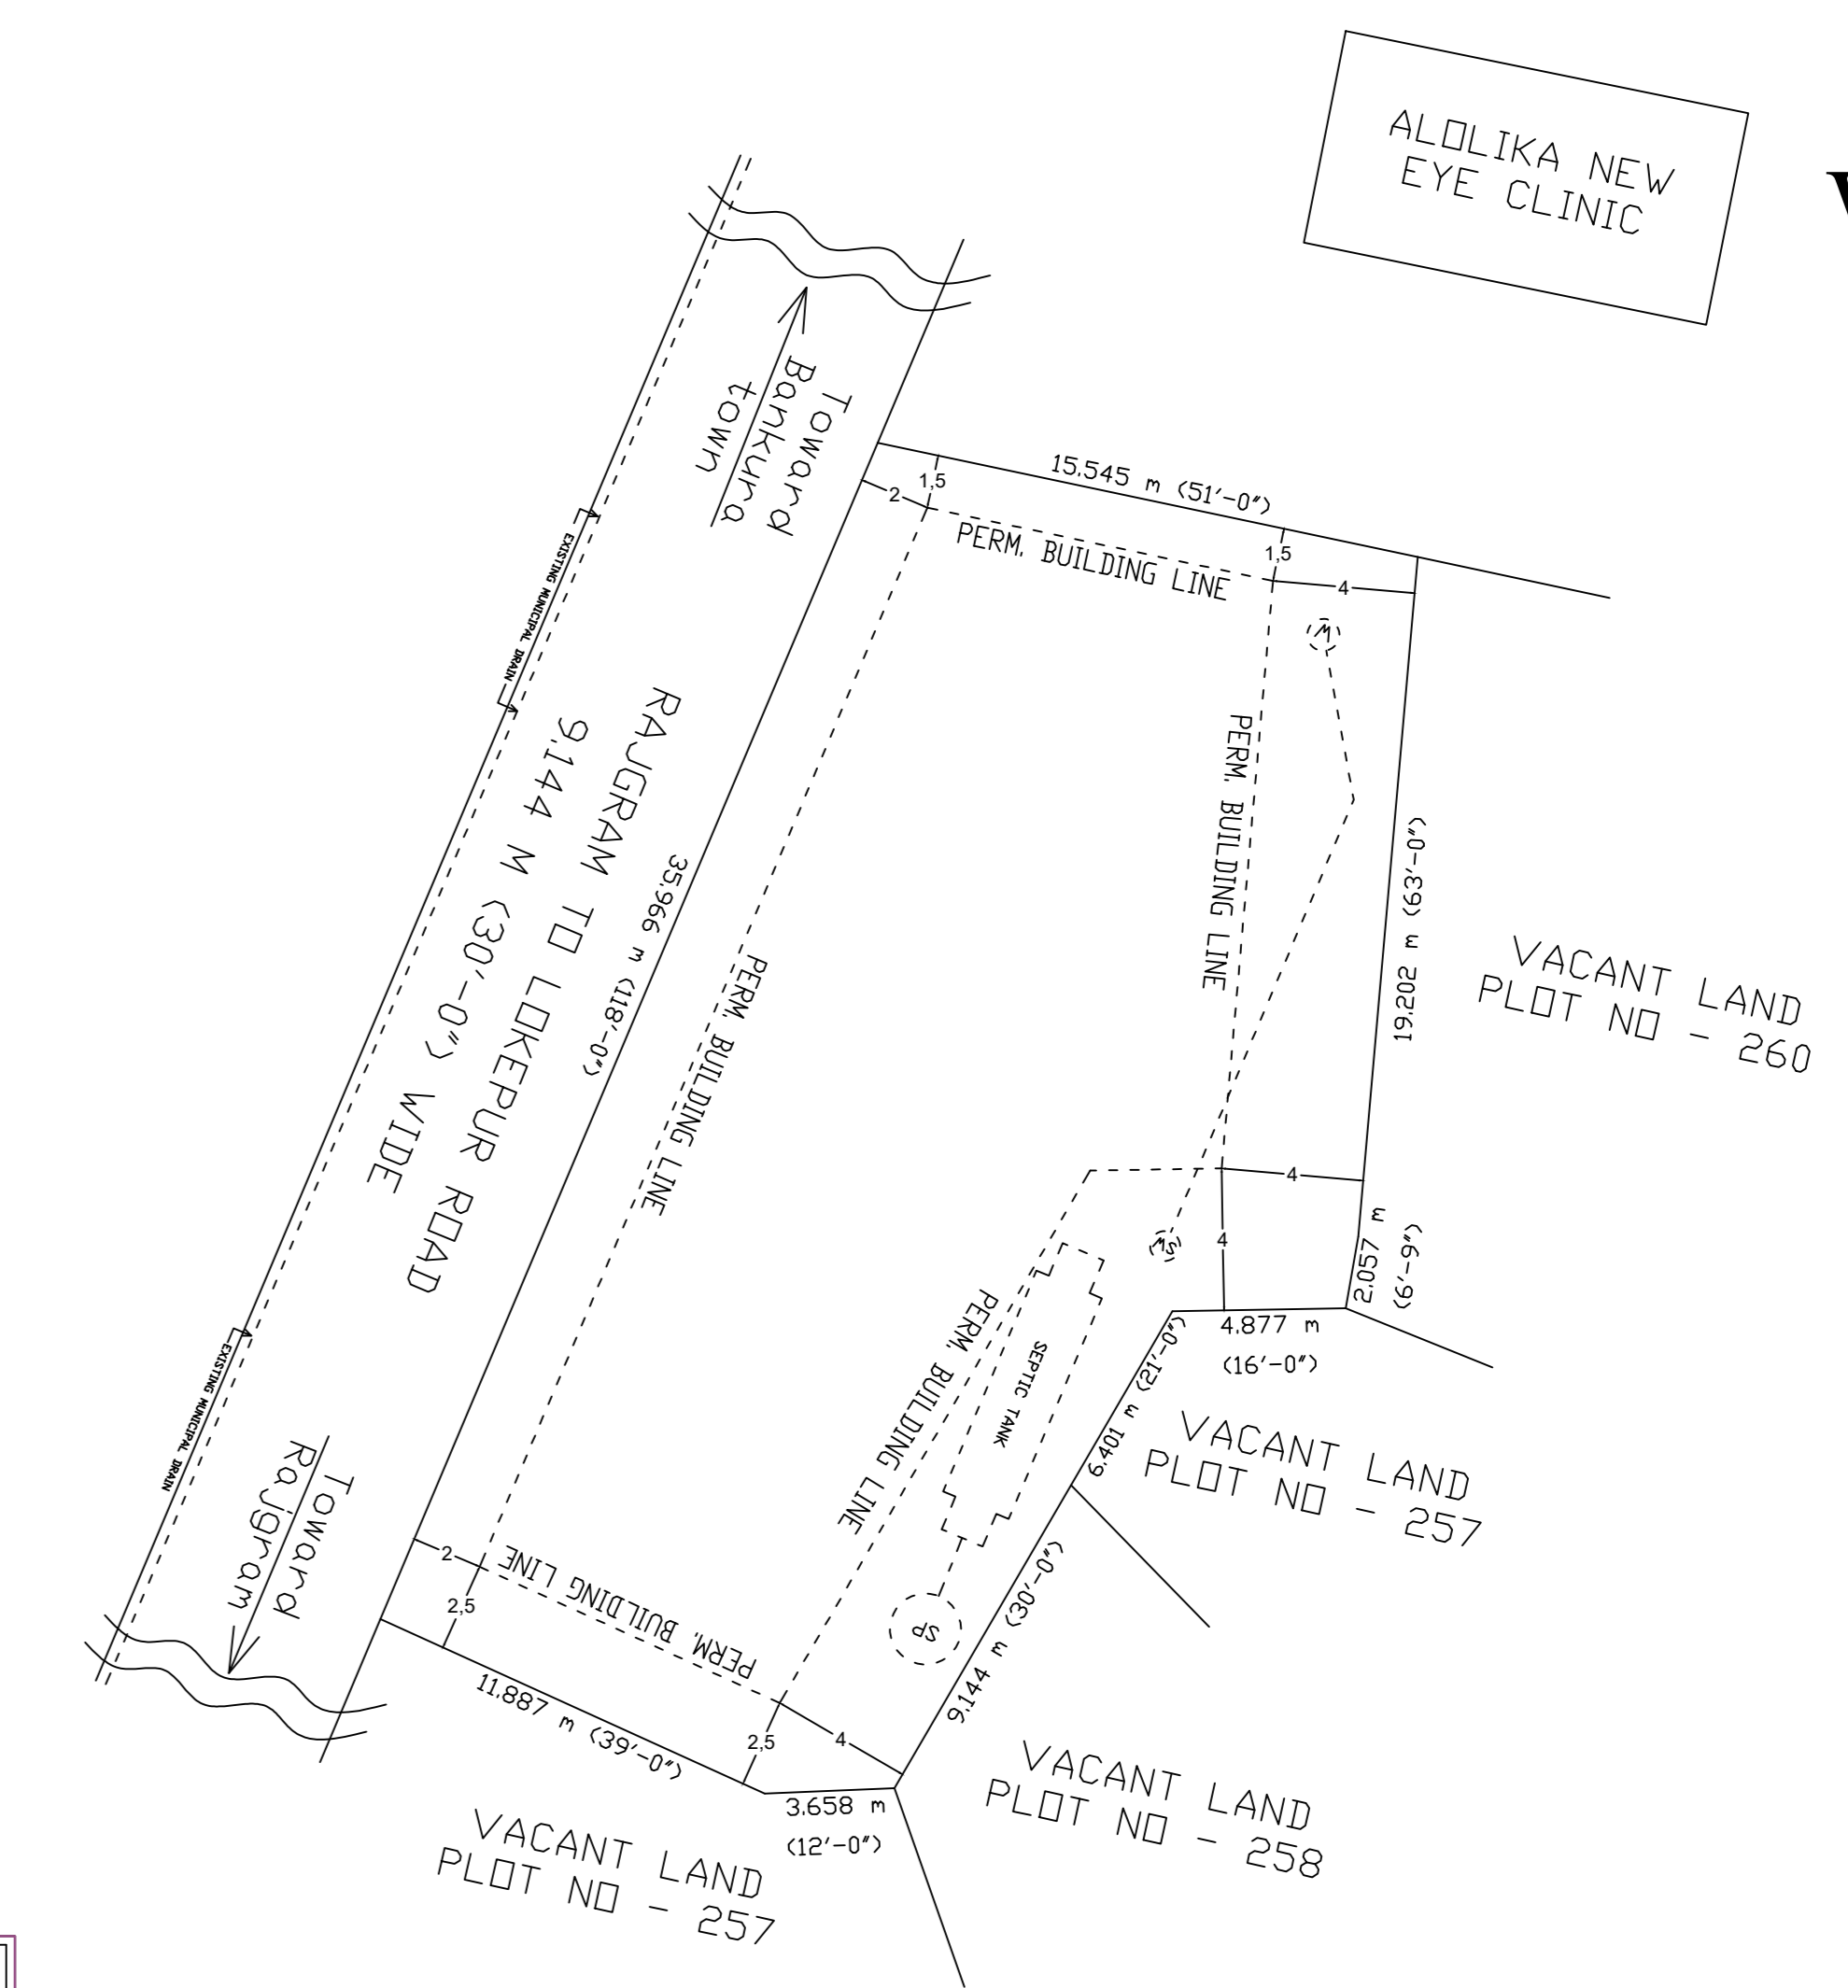 ALOLIKA NEW
EYE CLINIC
Toward
Bankura
town
15.545 m (51'-0")
1,5
2
PERM. BUILDING LINE
1,5
4
W
EXISTING MUNICIPAL DRAIN
RAJGRAM TO LOKEPUR ROAD
9.144 M (30'-0") WIDE
35.966 m (118'-0")
PERM. BUILDING LINE
PERM. BUILDING LINE
19.202 m (63'-0")
VACANT LAND
PLOT NO - 260
4
4
2.057 m
(6'-9")
4.877 m
(16'-0")
6.401 m (21'-0")
SEPTIC TANK
PERM. BUILDING LINE
VACANT LAND
PLOT NO - 257
EXISTING MUNICIPAL DRAIN
Toward
Rajgram
2
2,5
PERM. BUILDING LINE
SP
9.144 m (30'-0")
11.887 m (39'-0")
2,5
4
3.658 m
(12'-0")
VACANT LAND
PLOT NO - 258
VACANT LAND
PLOT NO - 257